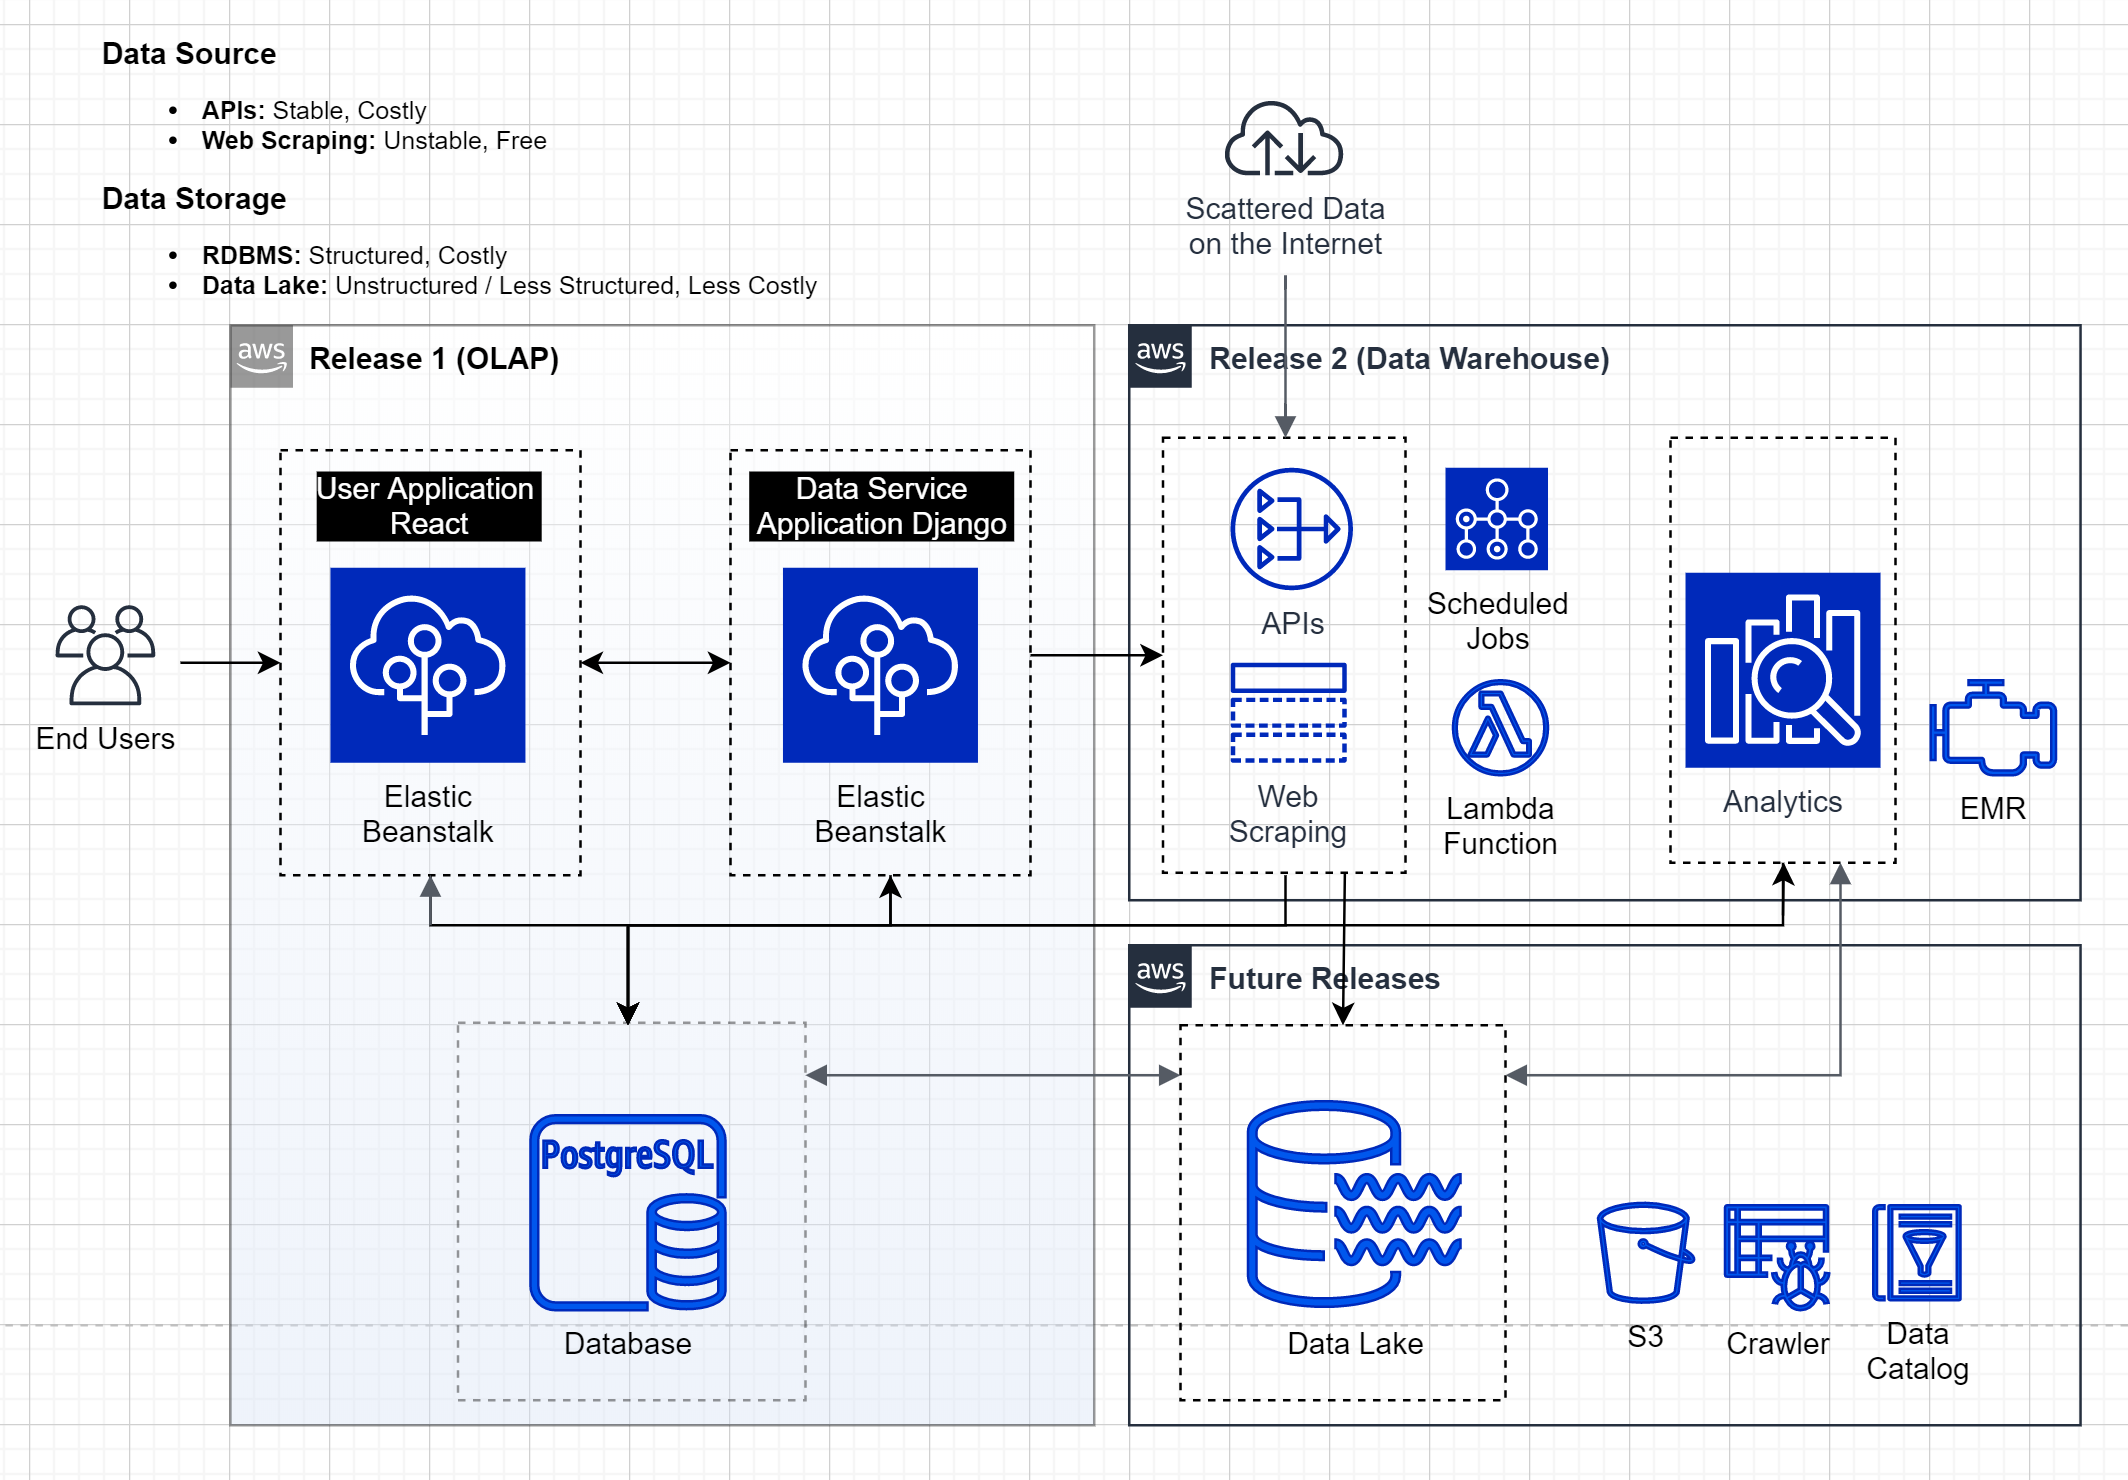 Data Source
• APIs: Stable, Costly
• Web Scraping: Unstable, Free
Data Storage
• RDBMS: Structured, Costly
• Data Lake: Unstructured / Less Structured, Less Costly
Scattered Data
on the Internet
aws
Release 1 (OLAP)
User Application
React
Elastic
Beanstalk
Data Service
Application Django
Elastic
Beanstalk
End Users
PostgreSQL
Database
aws
Release 2 (Data Warehouse)
APIs
Web
Scraping
Scheduled
Jobs
Lambda
Function
Analytics
EMR
aws
Future Releases
Data Lake
S3
Crawler
Data
Catalog